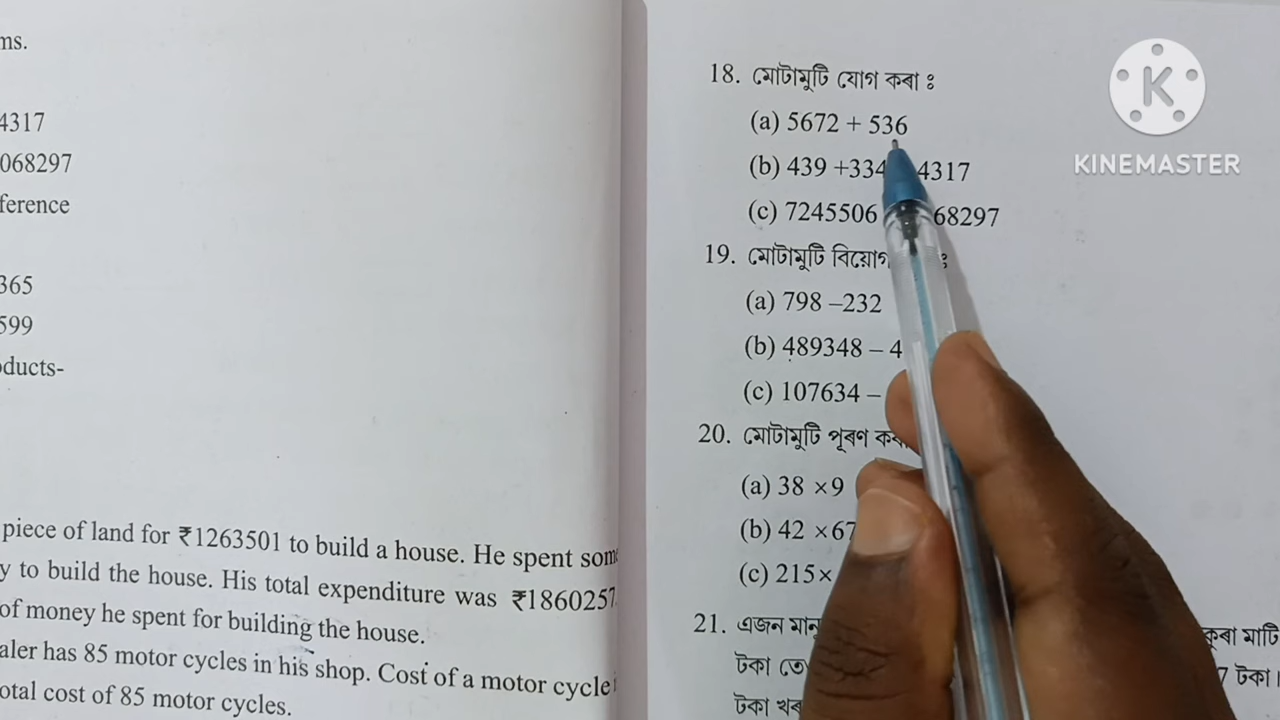 ms.
4317
068297
ference
365
599
ducts-
piece of land for ₹1263501 to build a house. He spent som
y to build the house. His total expenditure was ₹1860257
of money he spent for building the house.
aler has 85 motor cycles in his shop. Cost of a motor cycle
otal cost of 85 motor cycles.
18. মোটামুটি যোগ কৰা ঃ
(a) 5672 + 536
(b) 439 +334 4317
(c) 7245506 68297
19. মোটামুটি বিয়োগ ঃ
(a) 798 –232
(b) 489348 – 4
(c) 107634 –
20. মোটামুটি পূৰণ
(a) 38 ×9
(b) 42 ×67
(c) 215×
21. এজন মাটি
টকা 7 টকা।
টকা
KINEMASTER